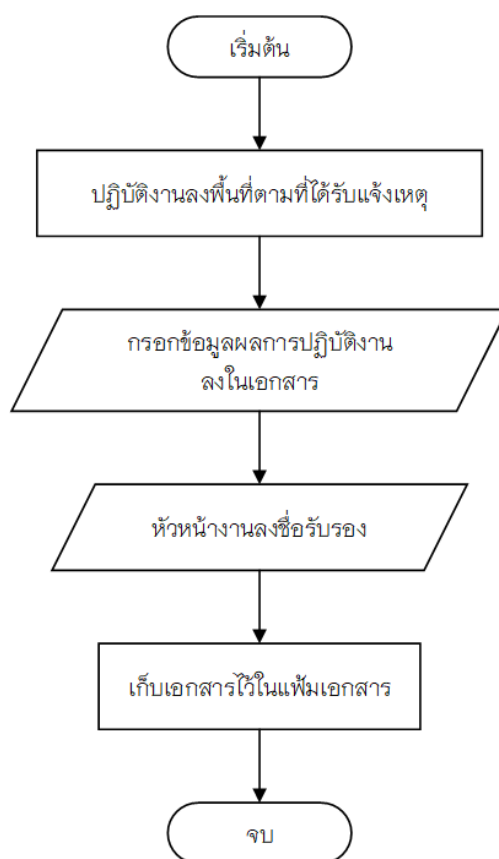 เริ่มต้น
ปฏิบัติงานลงพื้นที่ตามที่ได้รับแจ้งเหตุ
กรอกข้อมูลผลการปฏิบัติงาน
ลงในเอกสาร
หัวหน้างานลงชื่อรับรอง
เก็บเอกสารไว้ในแฟ้มเอกสาร
จบ